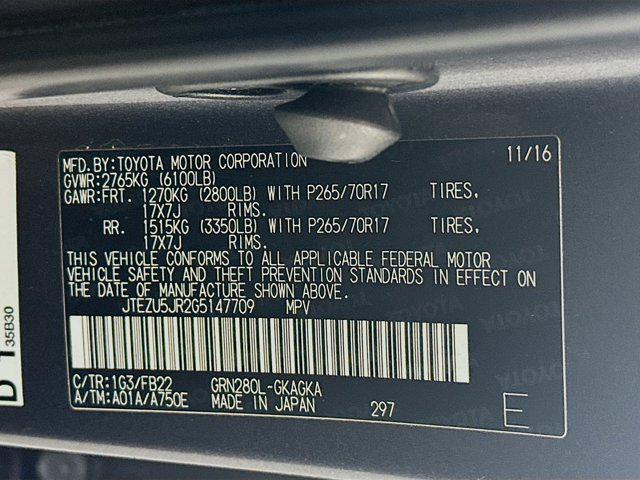 MFD.BY:TOYOTA MOTOR CORPORATION 11/16
GVWR:2765KG (6100LB)
GAWR:FRT. 1270KG (2800LB) WITH P265/70R17 TIRES,
17X7J RIMS.
RR. 1515KG (3350LB) WITH P265/70R17 TIRES,
17X7J RIMS.
THIS VEHICLE CONFORMS TO ALL APPLICABLE FEDERAL MOTOR
VEHICLE SAFETY AND THEFT PREVENTION STANDARDS IN EFFECT ON
THE DATE OF MANUFACTURE SHOWN ABOVE.
JTEZU5JR2G5147709 MPV
C/TR:1G3/FB22 GRN280L-GKAGKA
A/TM:A01A/A750E MADE IN JAPAN 297 E
35B30